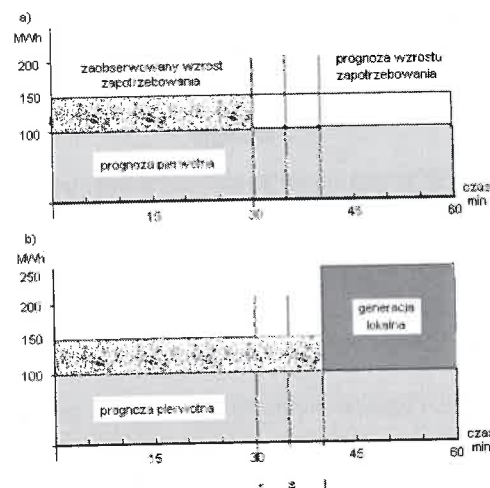 a)
MWh
200
150
100
zaobserwowany wzrost
zapotrzebowania
prognoza wzrostu
zapotrzebowania
prognoza pierwotna
czas
min
15
30
45
60
b)
MWh
250
200
150
100
generacja
lokalna
prognoza pierwotna
czas
min
15
30
45
60